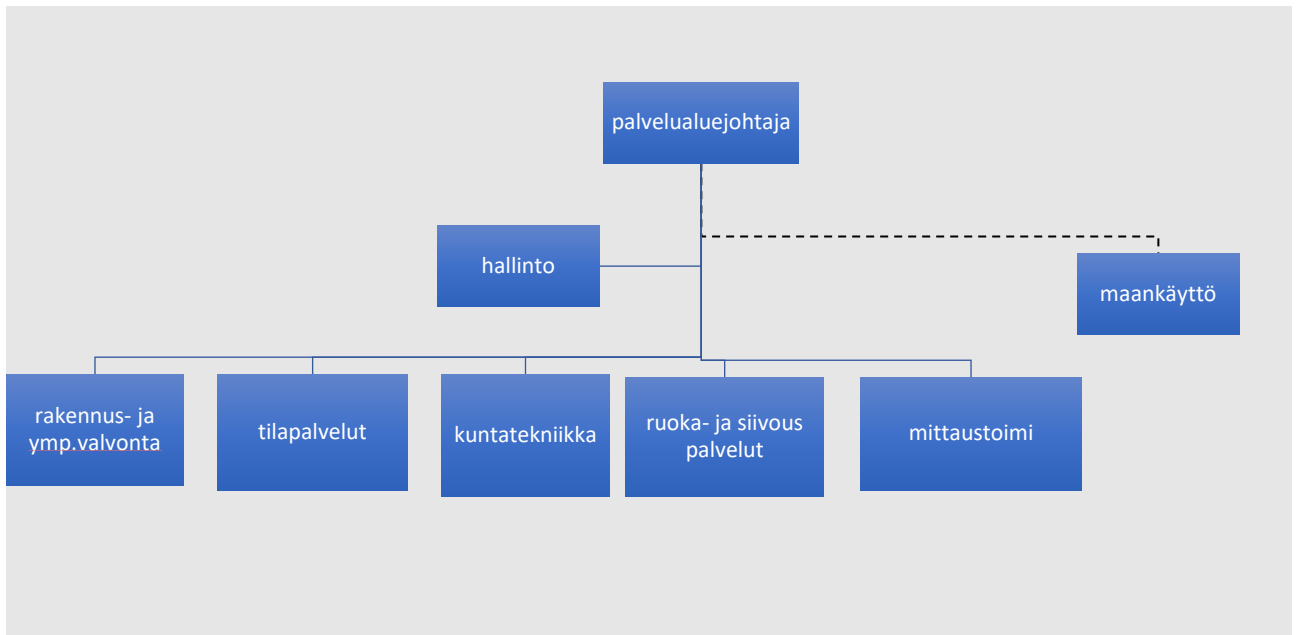 palvelualuejohtaja
hallinto
maankäyttö
rakennus- ja
ymp.valvonta
tilapalvelut
kuntatekniikka
ruoka- ja siivous
palvelut
mittaustoimi